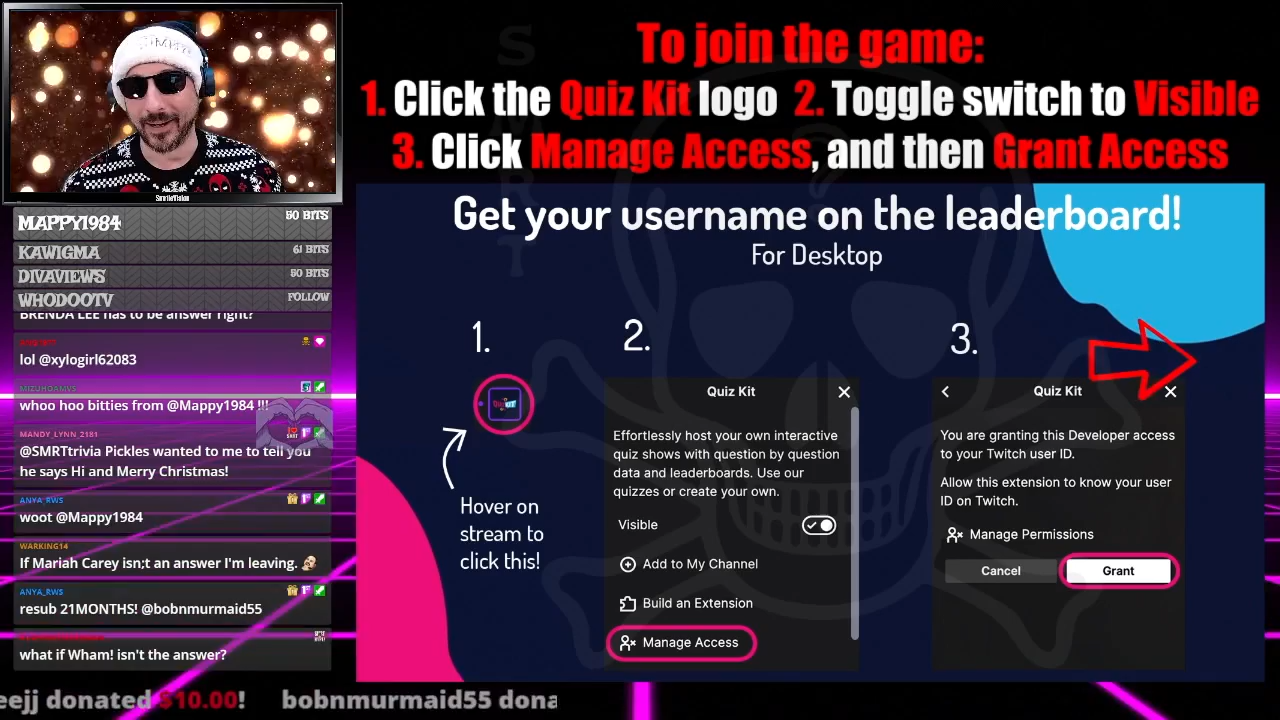 To join the game:
1. Click the Quiz Kit logo 2. Toggle switch to Visible
3. Click Manage Access, and then Grant Access
SmrtieVision
MAPPY1984 50 BITS
KAWIGMA 61 BITS
DIVAVIEWS 50 BITS
WHODOOTV FOLLOW
BRENDA LEE has to be answer right?
lol @xylogirl62083
MIZUHOAMVS
whoo hoo bitties from @Mappy1984 !!!
MANDY_LYNN_2181
@SMRTtrivia Pickles wanted to me to tell you
he says Hi and Merry Christmas!
ANYA_RWS
woot @Mappy1984
WARKING14
If Mariah Carey isn;t an answer I'm leaving.
ANYA_RWS
resub 21MONTHS! @bobnmurmaid55
what if Wham! isn't the answer?
eejj donated $10.00! bobnmurmaid55 dona
Get your username on the leaderboard!
For Desktop
1.
Hover on
stream to
click this!
2.
Quiz Kit
Effortlessly host your own interactive
quiz shows with question by question
data and leaderboards. Use our
quizzes or create your own.
Visible
Add to My Channel
Build an Extension
Manage Access
3.
Quiz Kit
You are granting this Developer access
to your Twitch user ID.
Allow this extension to know your user
ID on Twitch.
Manage Permissions
Cancel Grant